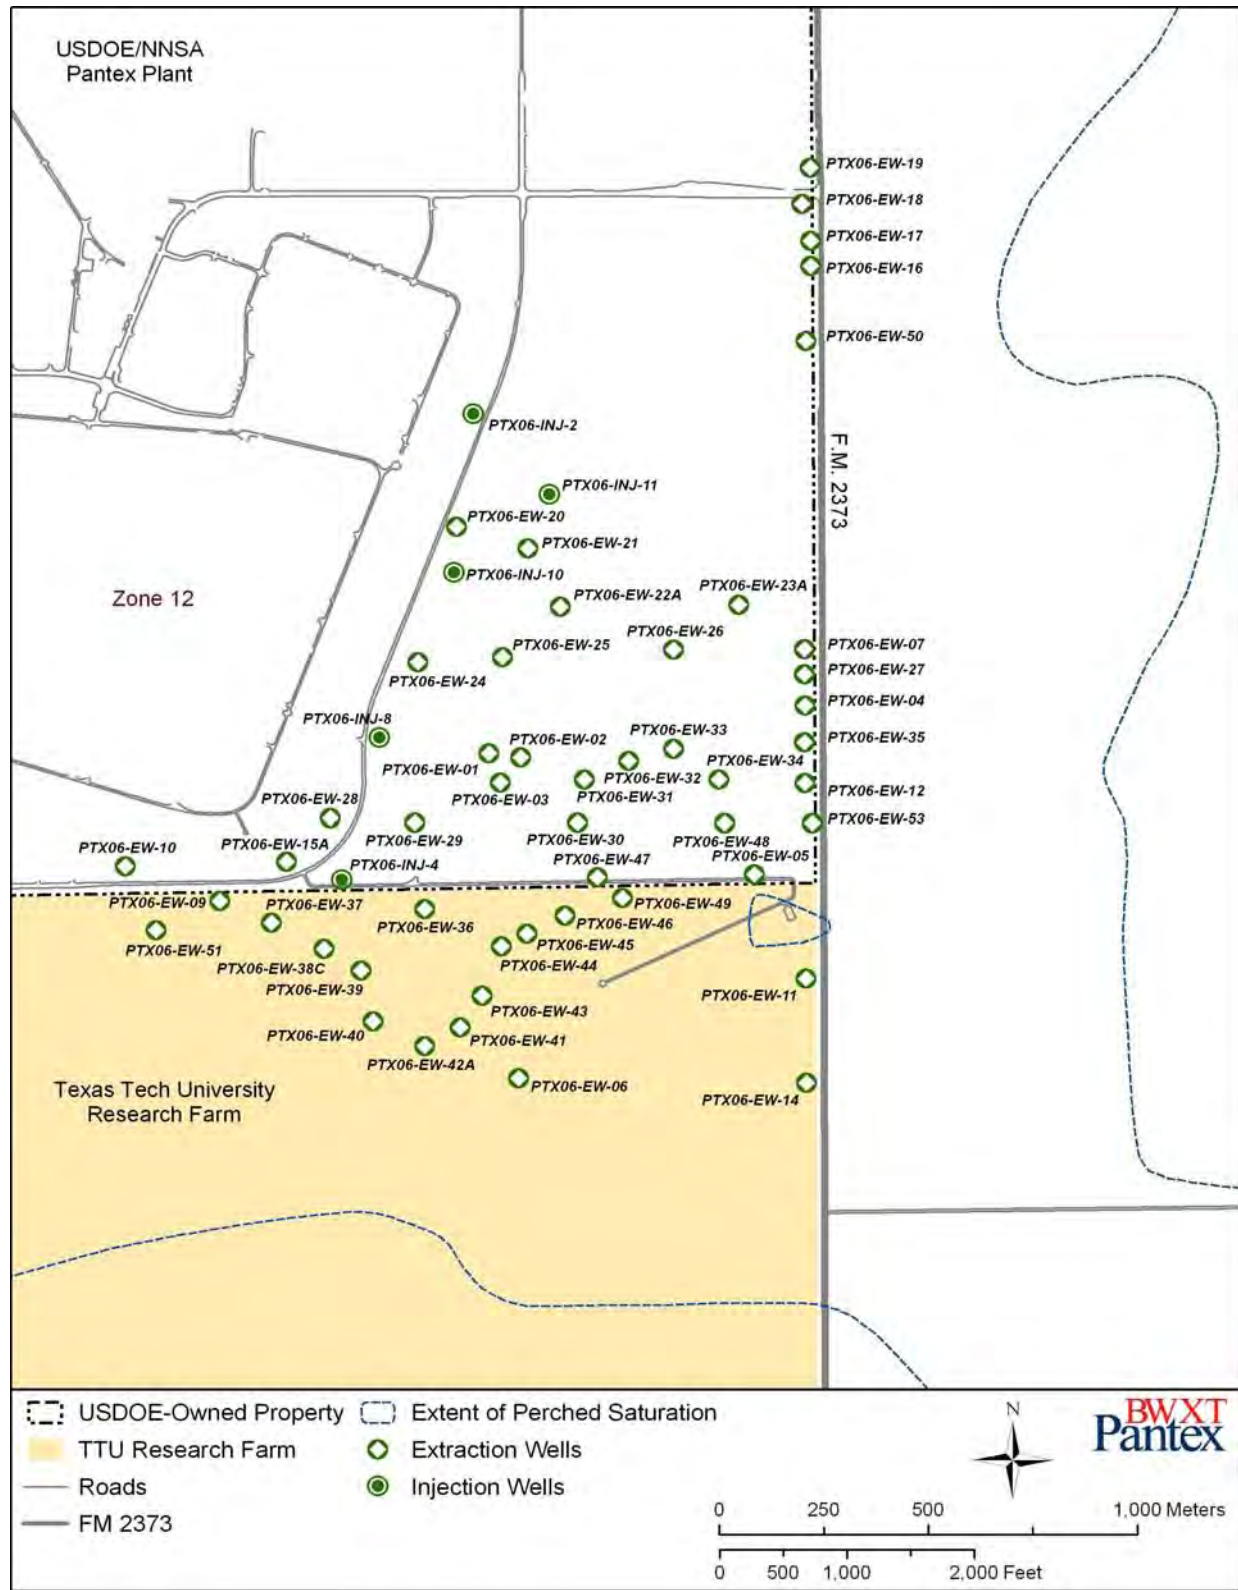 USDOE/NNSA
Pantex Plant
PTX06-EW-19
PTX06-EW-18
PTX06-EW-17
PTX06-EW-16
PTX06-EW-50
PTX06-INJ-2
F.M. 2373
PTX06-INJ-11
PTX06-EW-20
PTX06-EW-21
PTX06-INJ-10
Zone 12
PTX06-EW-22A
PTX06-EW-23A
PTX06-EW-26
PTX06-EW-25
PTX06-EW-07
PTX06-EW-24
PTX06-EW-27
PTX06-EW-04
PTX06-INJ-8
PTX06-EW-02
PTX06-EW-33
PTX06-EW-35
PTX06-EW-01
PTX06-EW-34
PTX06-EW-32
PTX06-EW-03
PTX06-EW-31
PTX06-EW-12
PTX06-EW-28
PTX06-EW-53
PTX06-EW-29
PTX06-EW-30
PTX06-EW-48
PTX06-EW-15A
PTX06-EW-10
PTX06-INJ-4
PTX06-EW-47
PTX06-EW-05
PTX06-EW-09
PTX06-EW-37
PTX06-EW-49
PTX06-EW-36
PTX06-EW-46
PTX06-EW-51
PTX06-EW-45
PTX06-EW-44
PTX06-EW-38C
PTX06-EW-11
PTX06-EW-39
PTX06-EW-43
PTX06-EW-40
PTX06-EW-41
PTX06-EW-42A
PTX06-EW-06
PTX06-EW-14
Texas Tech University
Research Farm
USDOE-Owned Property
TTU Research Farm
Roads
FM 2373
Extent of Perched Saturation
Extraction Wells
Injection Wells
N
BWXT
Pantex
0 250 500 1,000 Meters
0 500 1,000 2,000 Feet